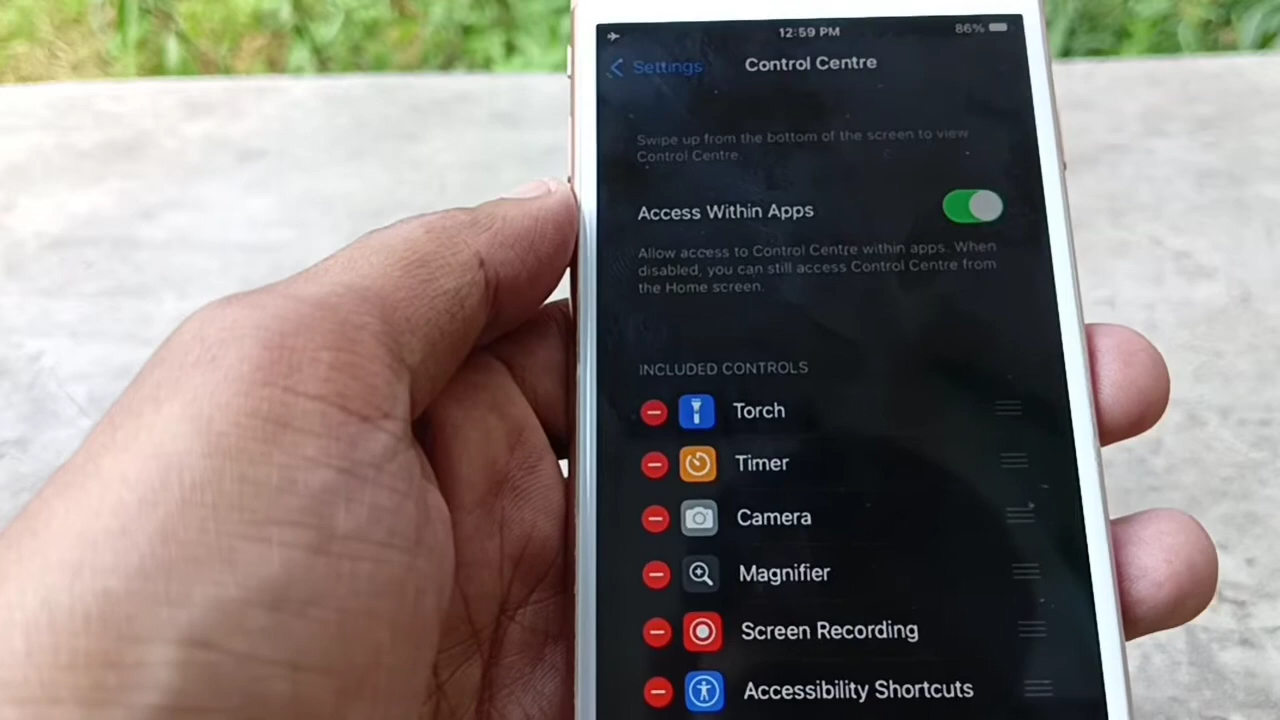 12:59 PM
86%
Settings
Control Centre
Swipe up from the bottom of the screen to view
Control Centre.
Access Within Apps
Allow access to Control Centre within apps. When
disabled, you can still access Control Centre from
the Home screen.
INCLUDED CONTROLS
Torch
Timer
Camera
Magnifier
Screen Recording
Accessibility Shortcuts